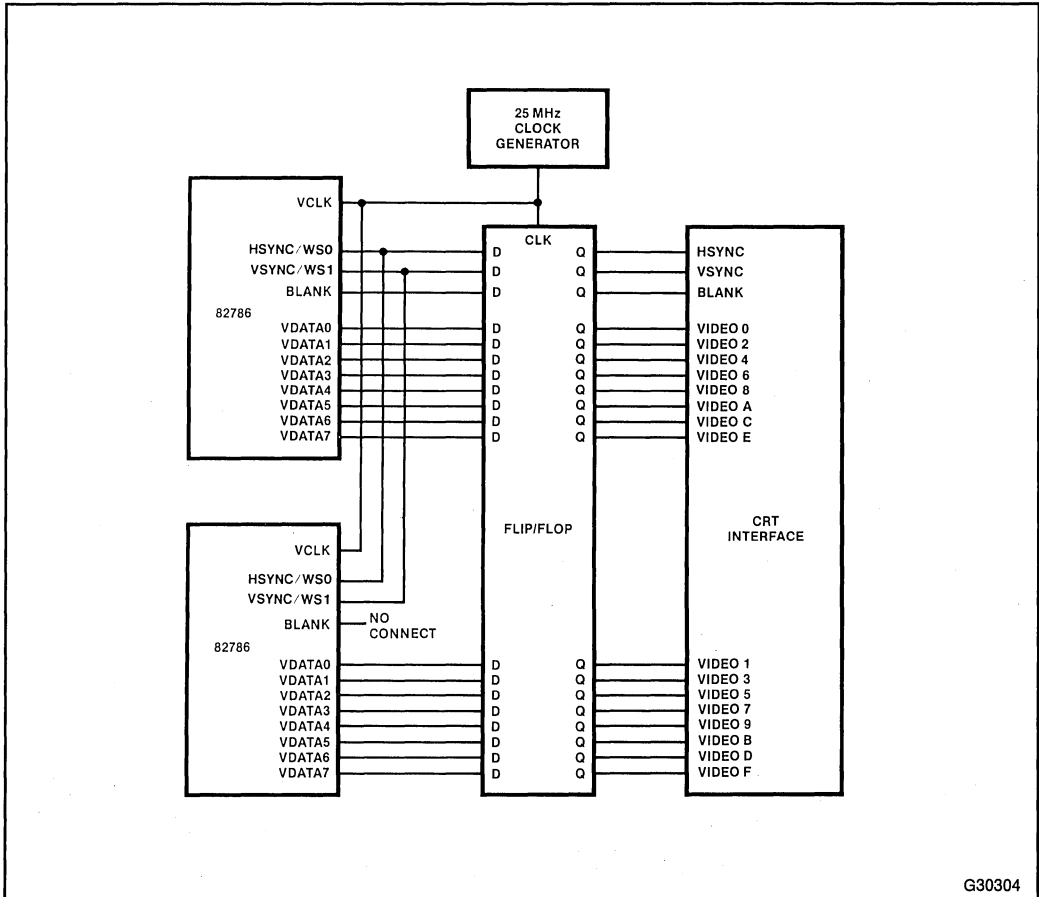 25 MHz
CLOCK
GENERATOR
VCLK
CLK
HSYNC/WS0 D Q HSYNC
VSYNC/WS1 D Q VSYNC
BLANK D Q BLANK
82786
VDATA0 D Q VIDEO 0
VDATA1 D Q VIDEO 2
VDATA2 D Q VIDEO 4
VDATA3 D Q VIDEO 6
VDATA4 D Q VIDEO 8
VDATA5 D Q VIDEO A
VDATA6 D Q VIDEO C
VDATA7 D Q VIDEO E
FLIP/FLOP
CRT
INTERFACE
VCLK
HSYNC/WS0
VSYNC/WS1
BLANK NO
CONNECT
82786
VDATA0 D Q VIDEO 1
VDATA1 D Q VIDEO 3
VDATA2 D Q VIDEO 5
VDATA3 D Q VIDEO 7
VDATA4 D Q VIDEO 9
VDATA5 D Q VIDEO B
VDATA6 D Q VIDEO D
VDATA7 D Q VIDEO F
G30304